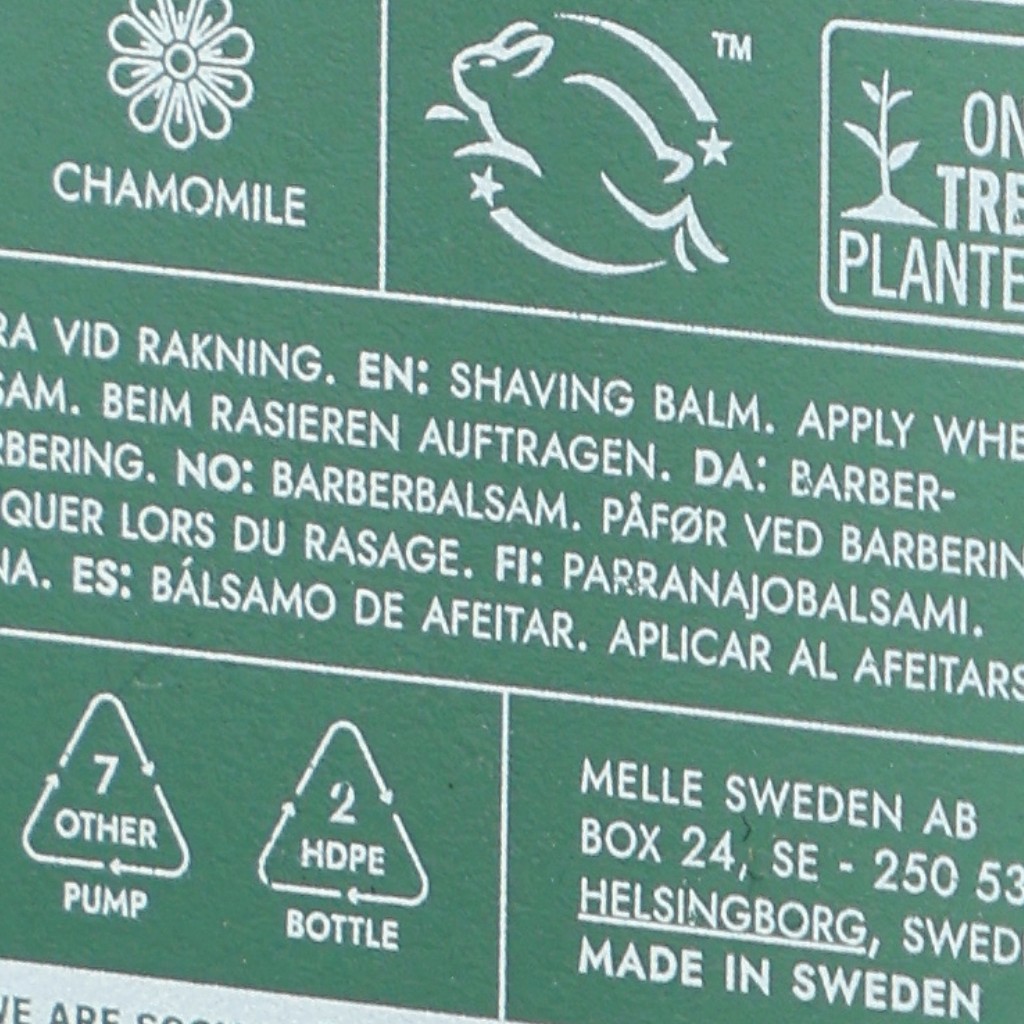 CHAMOMILE
TM
ON
TRE
PLANTE
RA VID RAKNING. EN: SHAVING BALM. APPLY WHE
SAM. BEIM RASIEREN AUFTRAGEN. DA: BARBER-
RBERING. NO: BARBERBALSAM. PÅFØR VED BARBERIN
QUER LORS DU RASAGE. FI: PARRANAJOBALSAMI.
NA. ES: BÁLSAMO DE AFEITAR. APLICAR AL AFEITARS
7
OTHER
PUMP
2
HDPE
BOTTLE
MELLE SWEDEN AB
BOX 24, SE - 250 53
HELSINGBORG, SWED
MADE IN SWEDEN
WE ARE